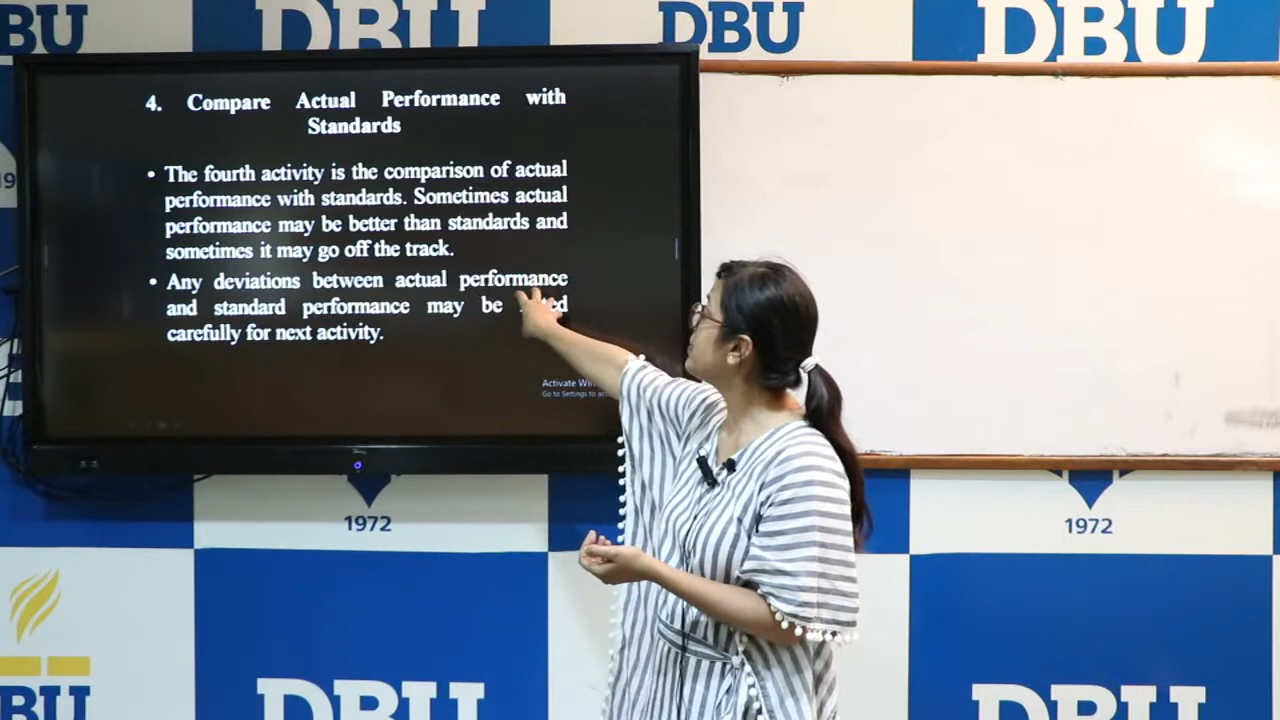 DBU
DBU
DBU
DBU
4. Compare Actual Performance with
Standards
• The fourth activity is the comparison of actual
performance with standards. Sometimes actual
performance may be better than standards and
sometimes it may go off the track.
• Any deviations between actual performance
and standard performance may be
carefully for next activity.
Activate
Go to Settings to
1972
1972
DBU
DBU
DBU